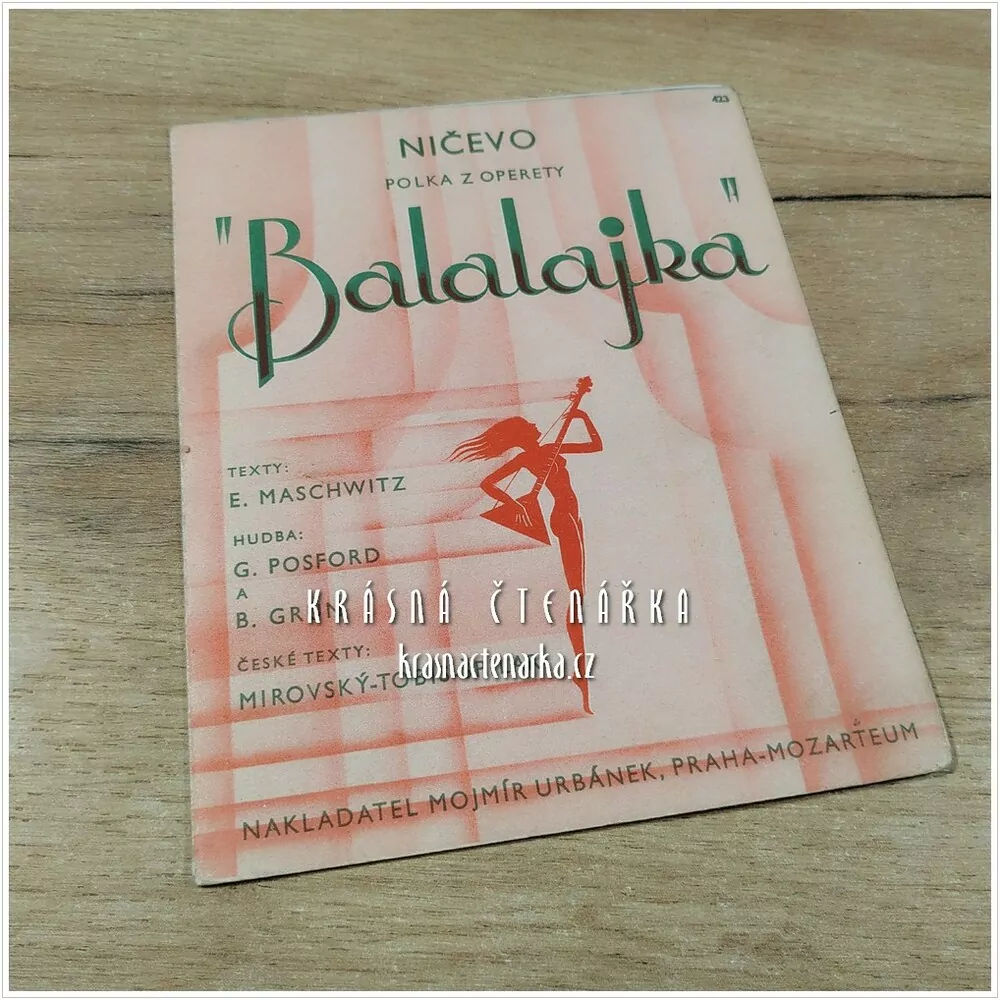 423
NIČEVO
POLKA Z OPERETY
"Balalajka"
TEXTY:
E. MASCHWITZ
HUDBA:
G. POSFORD
A
B. GRÜN
KRÁSNÁ ČTENÁŘKA
ČESKÉ TEXTY:
krasnactenarka.cz
NAKLADATEL MOJMÍR URBÁNEK, PRAHA-MOZARTEUM